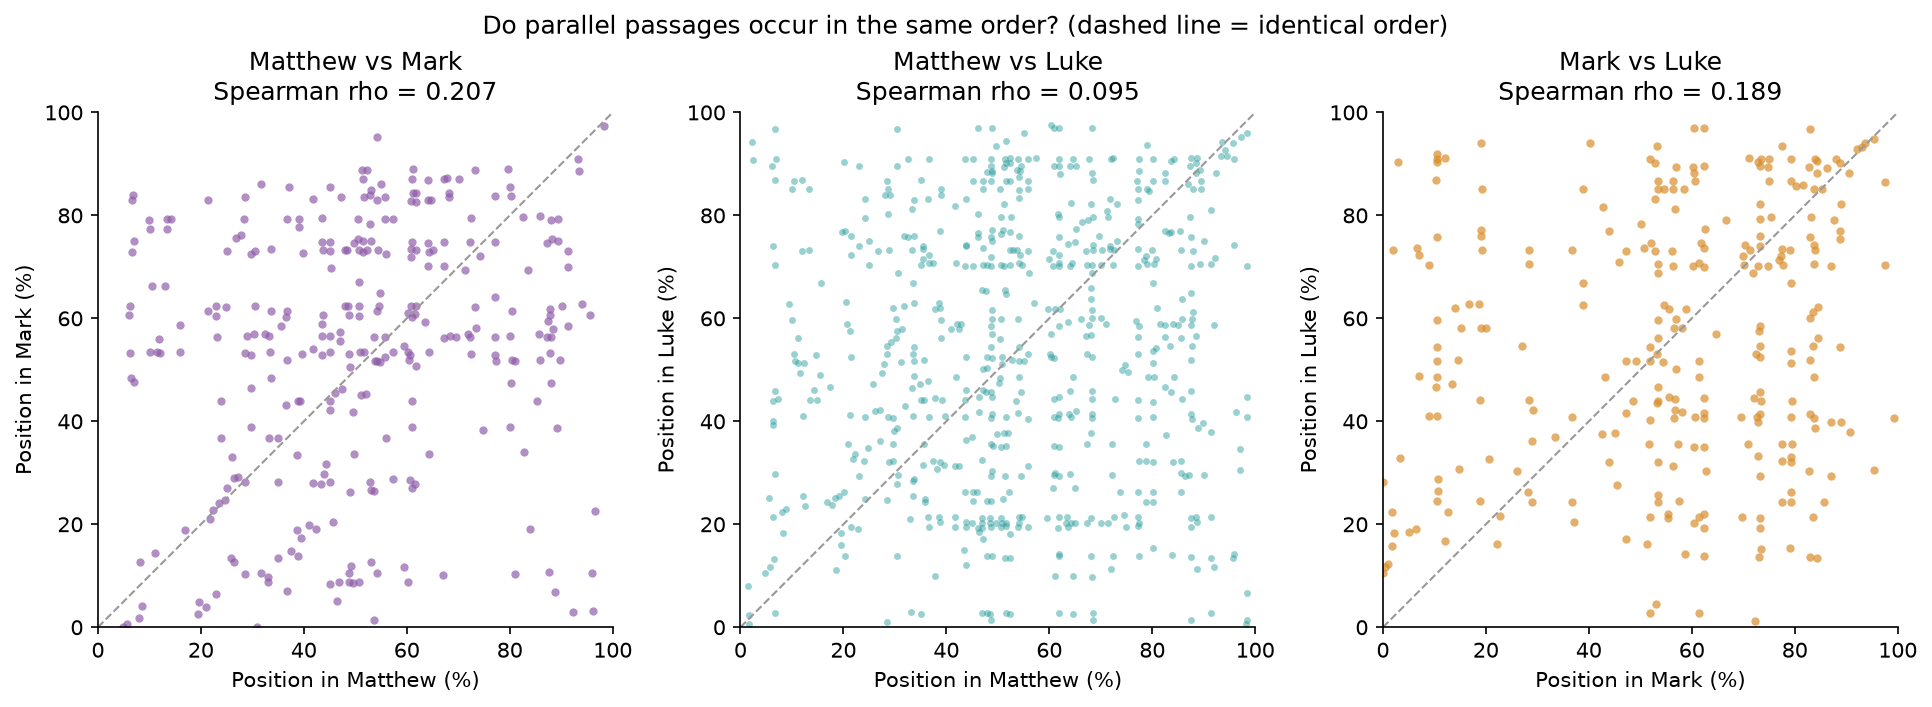 Do parallel passages occur in the same order? (dashed line = identical order)
Matthew vs Mark
Spearman rho = 0.207
100
80
60
40
20
0
0 20 40 60 80 100
Position in Mark (%)
Position in Matthew (%)
Matthew vs Luke
Spearman rho = 0.095
100
80
60
40
20
0
0 20 40 60 80 100
Position in Luke (%)
Position in Matthew (%)
Mark vs Luke
Spearman rho = 0.189
100
80
60
40
20
0
0 20 40 60 80 100
Position in Luke (%)
Position in Mark (%)